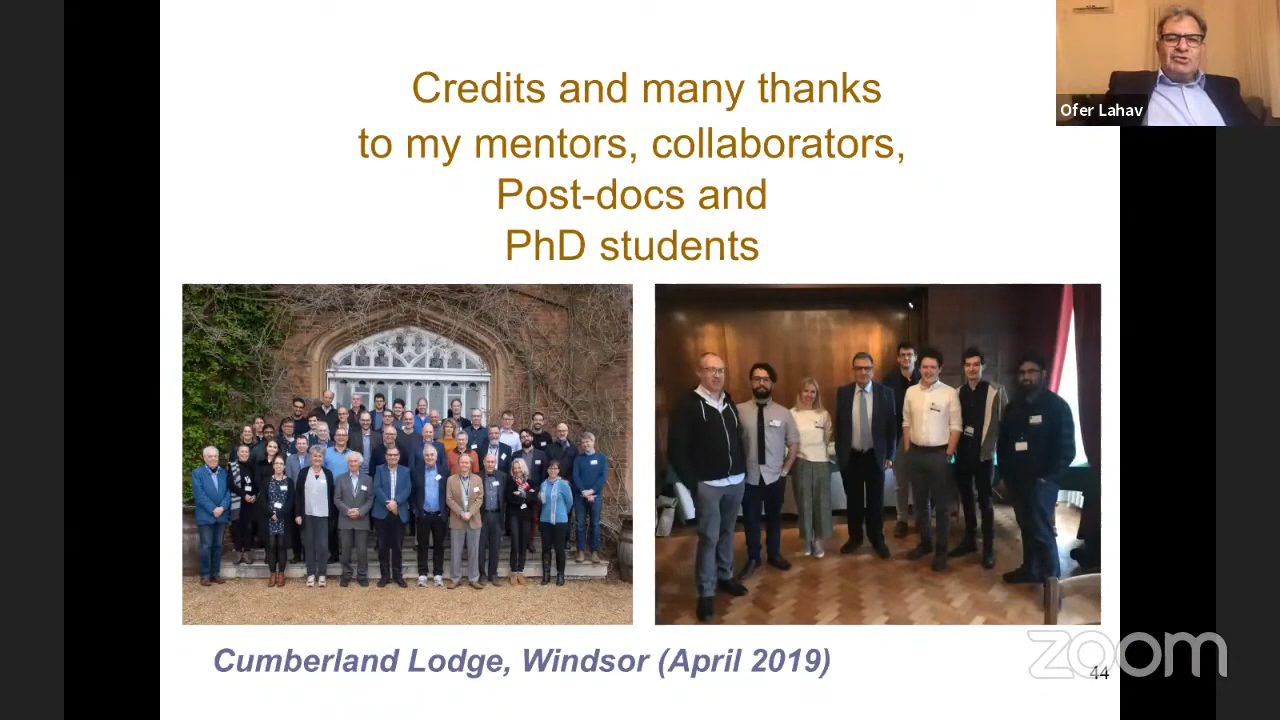 Credits and many thanks
to my mentors, collaborators,
Post-docs and
PhD students
Ofer Lahav
Cumberland Lodge, Windsor (April 2019)
zoom
44